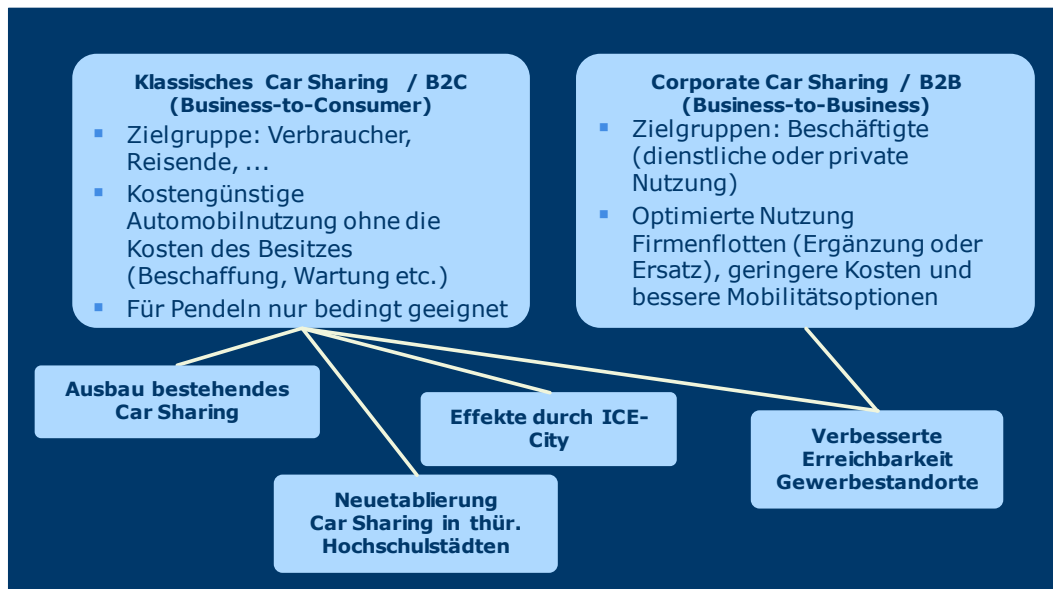 Klassisches Car Sharing / B2C
(Business-to-Consumer)
▪ Zielgruppe: Verbraucher,
Reisende, ...
▪ Kostengünstige
Automobilnutzung ohne die
Kosten des Besitzes
(Beschaffung, Wartung etc.)
▪ Für Pendeln nur bedingt geeignet
Corporate Car Sharing / B2B
(Business-to-Business)
▪ Zielgruppen: Beschäftigte
(dienstliche oder private
Nutzung)
▪ Optimierte Nutzung
Firmenflotten (Ergänzung oder
Ersatz), geringere Kosten und
bessere Mobilitätsoptionen
Ausbau bestehendes
Car Sharing
Effekte durch ICE-
City
Verbesserte
Erreichbarkeit
Gewerbestandorte
Neuetablierung
Car Sharing in thür.
Hochschulstädten